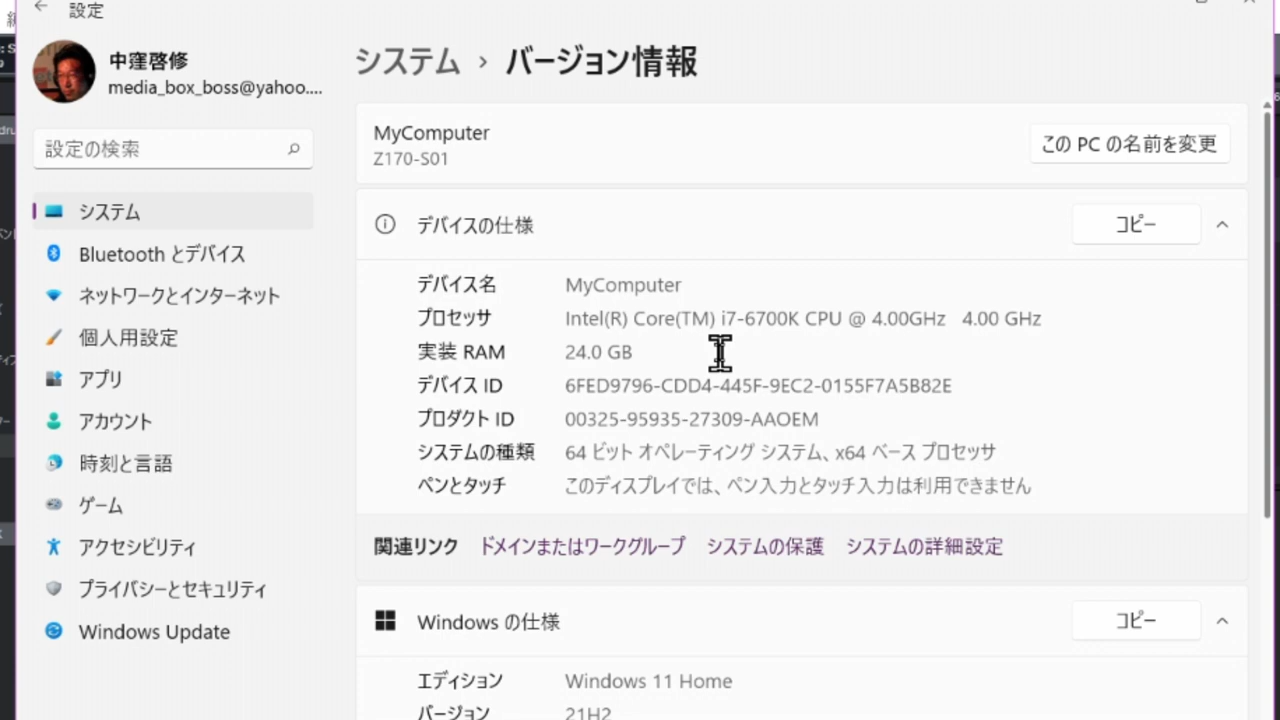 設定
中窪啓修
media_box_boss@yahoo....
設定の検索
システム
Bluetooth とデバイス
ネットワークとインターネット
個人用設定
アプリ
アカウント
時刻と言語
ゲーム
アクセシビリティ
プライバシーとセキュリティ
Windows Update
システム › バージョン情報
MyComputer
Z170-S01
この PC の名前を変更
デバイスの仕様
コピー
デバイス名 MyComputer
プロセッサ Intel(R) Core(TM) i7-6700K CPU @ 4.00GHz 4.00 GHz
実装 RAM 24.0 GB
デバイス ID 6FED9796-CDD4-445F-9EC2-0155F7A5B82E
プロダクト ID 00325-95935-27309-AAOEM
システムの種類 64 ビット オペレーティング システム、x64 ベース プロセッサ
ペンとタッチ このディスプレイでは、ペン入力とタッチ入力は利用できません
関連リンク ドメインまたはワークグループ システムの保護 システムの詳細設定
Windows の仕様
コピー
エディション Windows 11 Home
バージョン 21H2